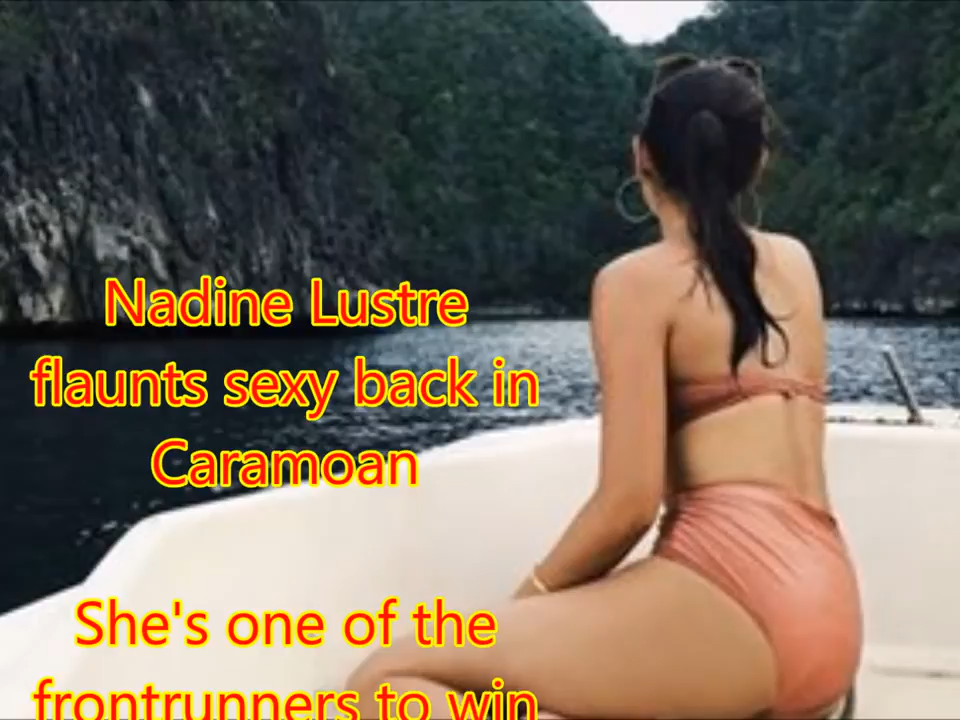 Nadine Lustre
flaunts sexy back in
Caramoan
She's one of the
frontrunners to win